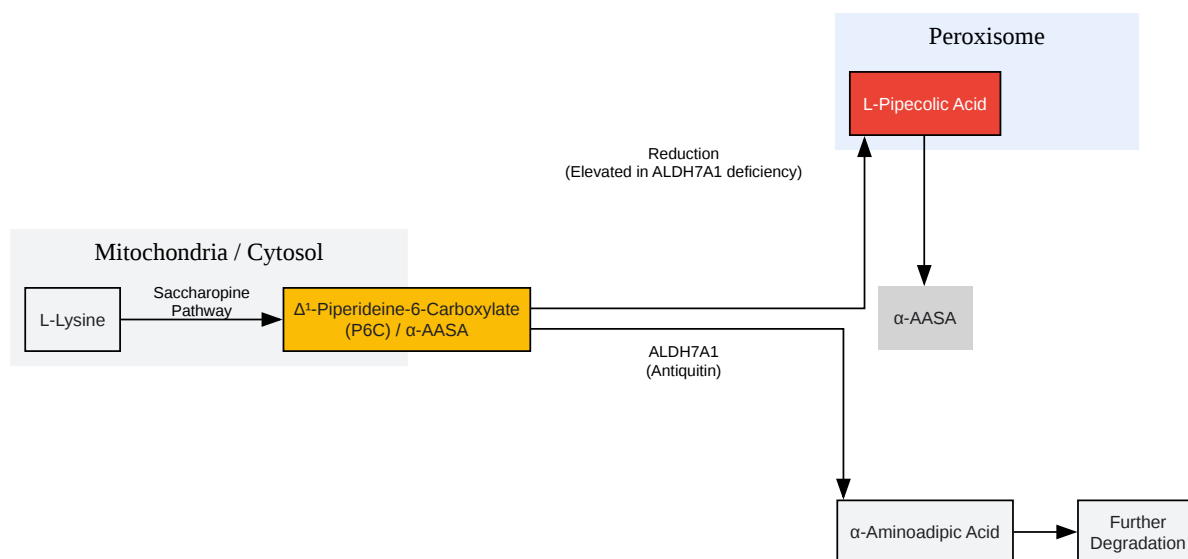 Peroxisome
L-Pipecolic Acid
Reduction
(Elevated in ALDH7A1 deficiency)
Mitochondria / Cytosol
Saccharopine
Pathway
L-Lysine
Δ¹-Piperideine-6-Carboxylate
(P6C) / α-AASA
α-AASA
ALDH7A1
(Antiquitin)
α-Aminoadipic Acid
Further
Degradation